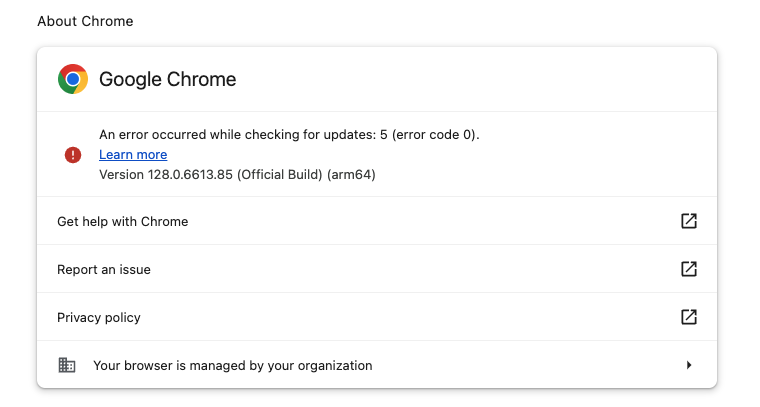 About Chrome
Google Chrome
An error occurred while checking for updates: 5 (error code 0).
Learn more
Version 128.0.6613.85 (Official Build) (arm64)
Get help with Chrome
Report an issue
Privacy policy
Your browser is managed by your organization